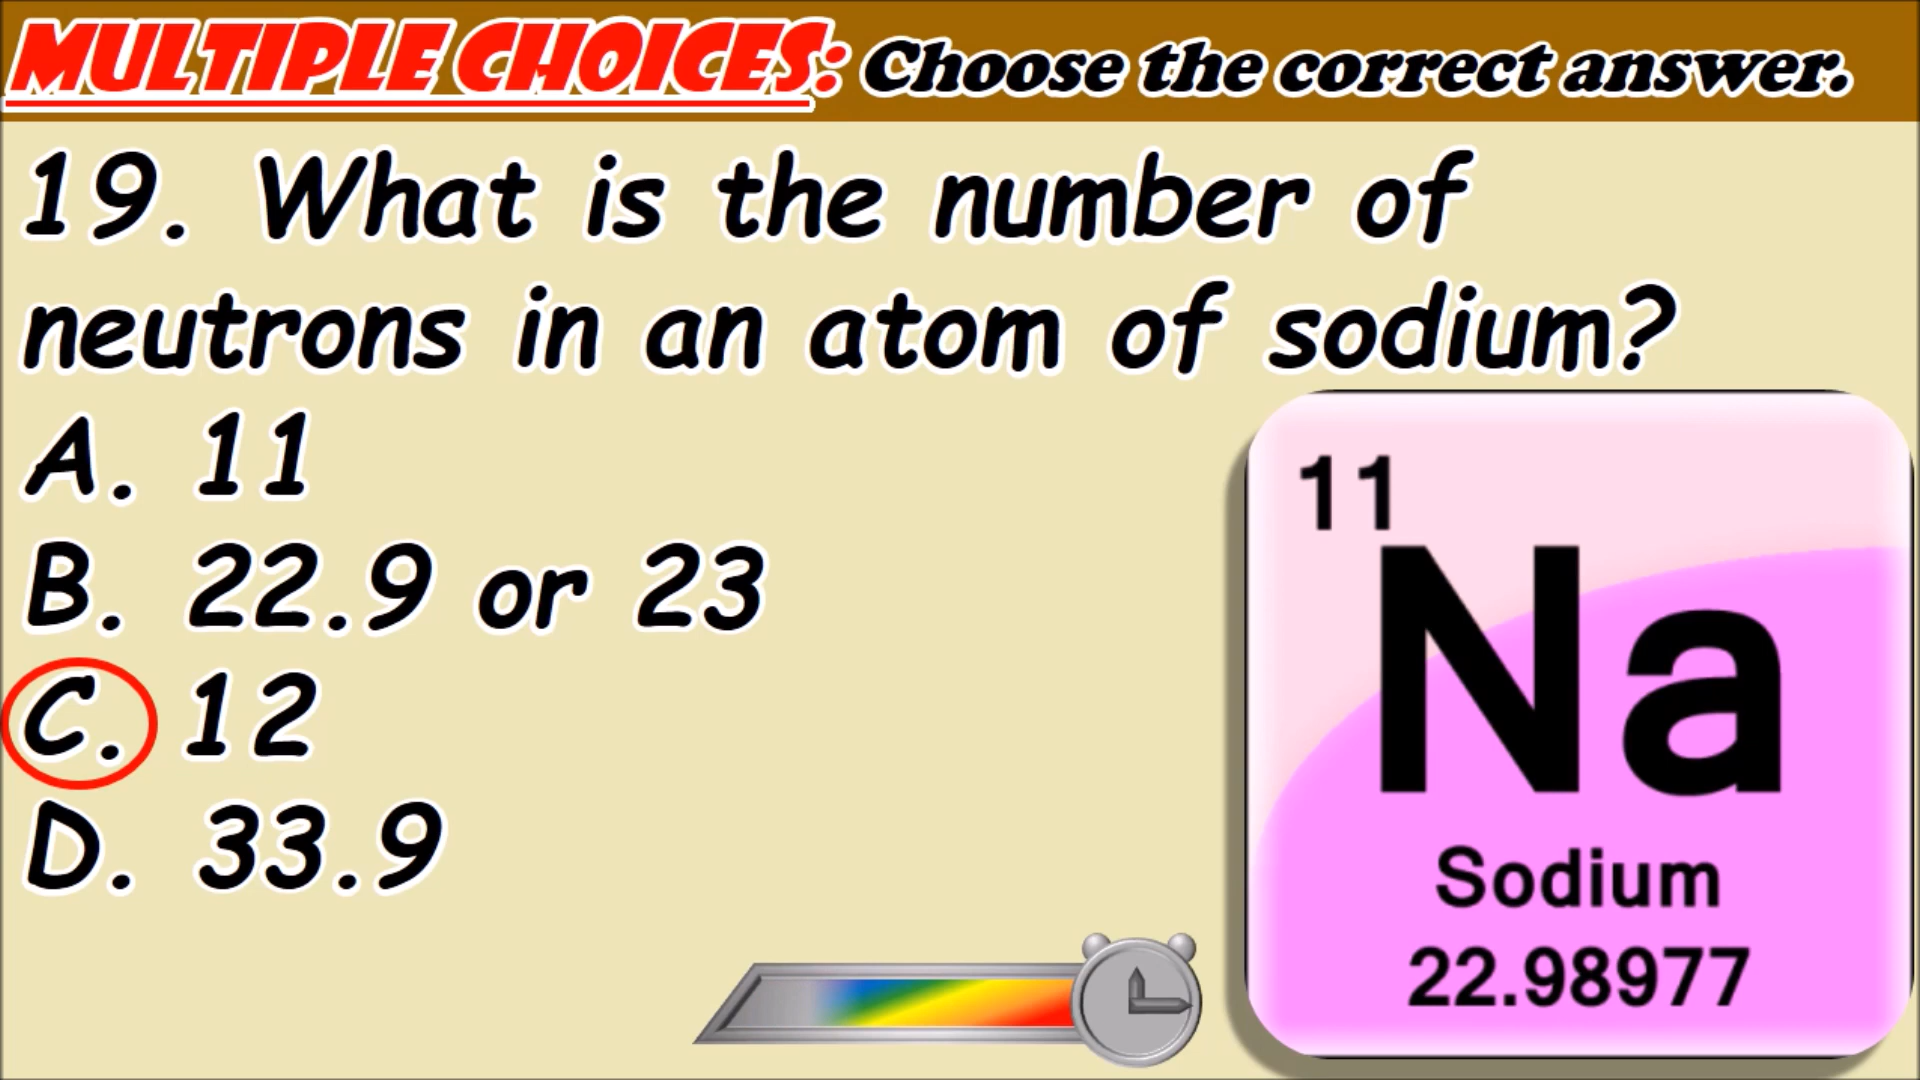 MULTIPLE CHOICES: Choose the correct answer.
19. What is the number of
neutrons in an atom of sodium?
A. 11
B. 22.9 or 23
C. 12
D. 33.9
11
Na
Sodium
22.98977